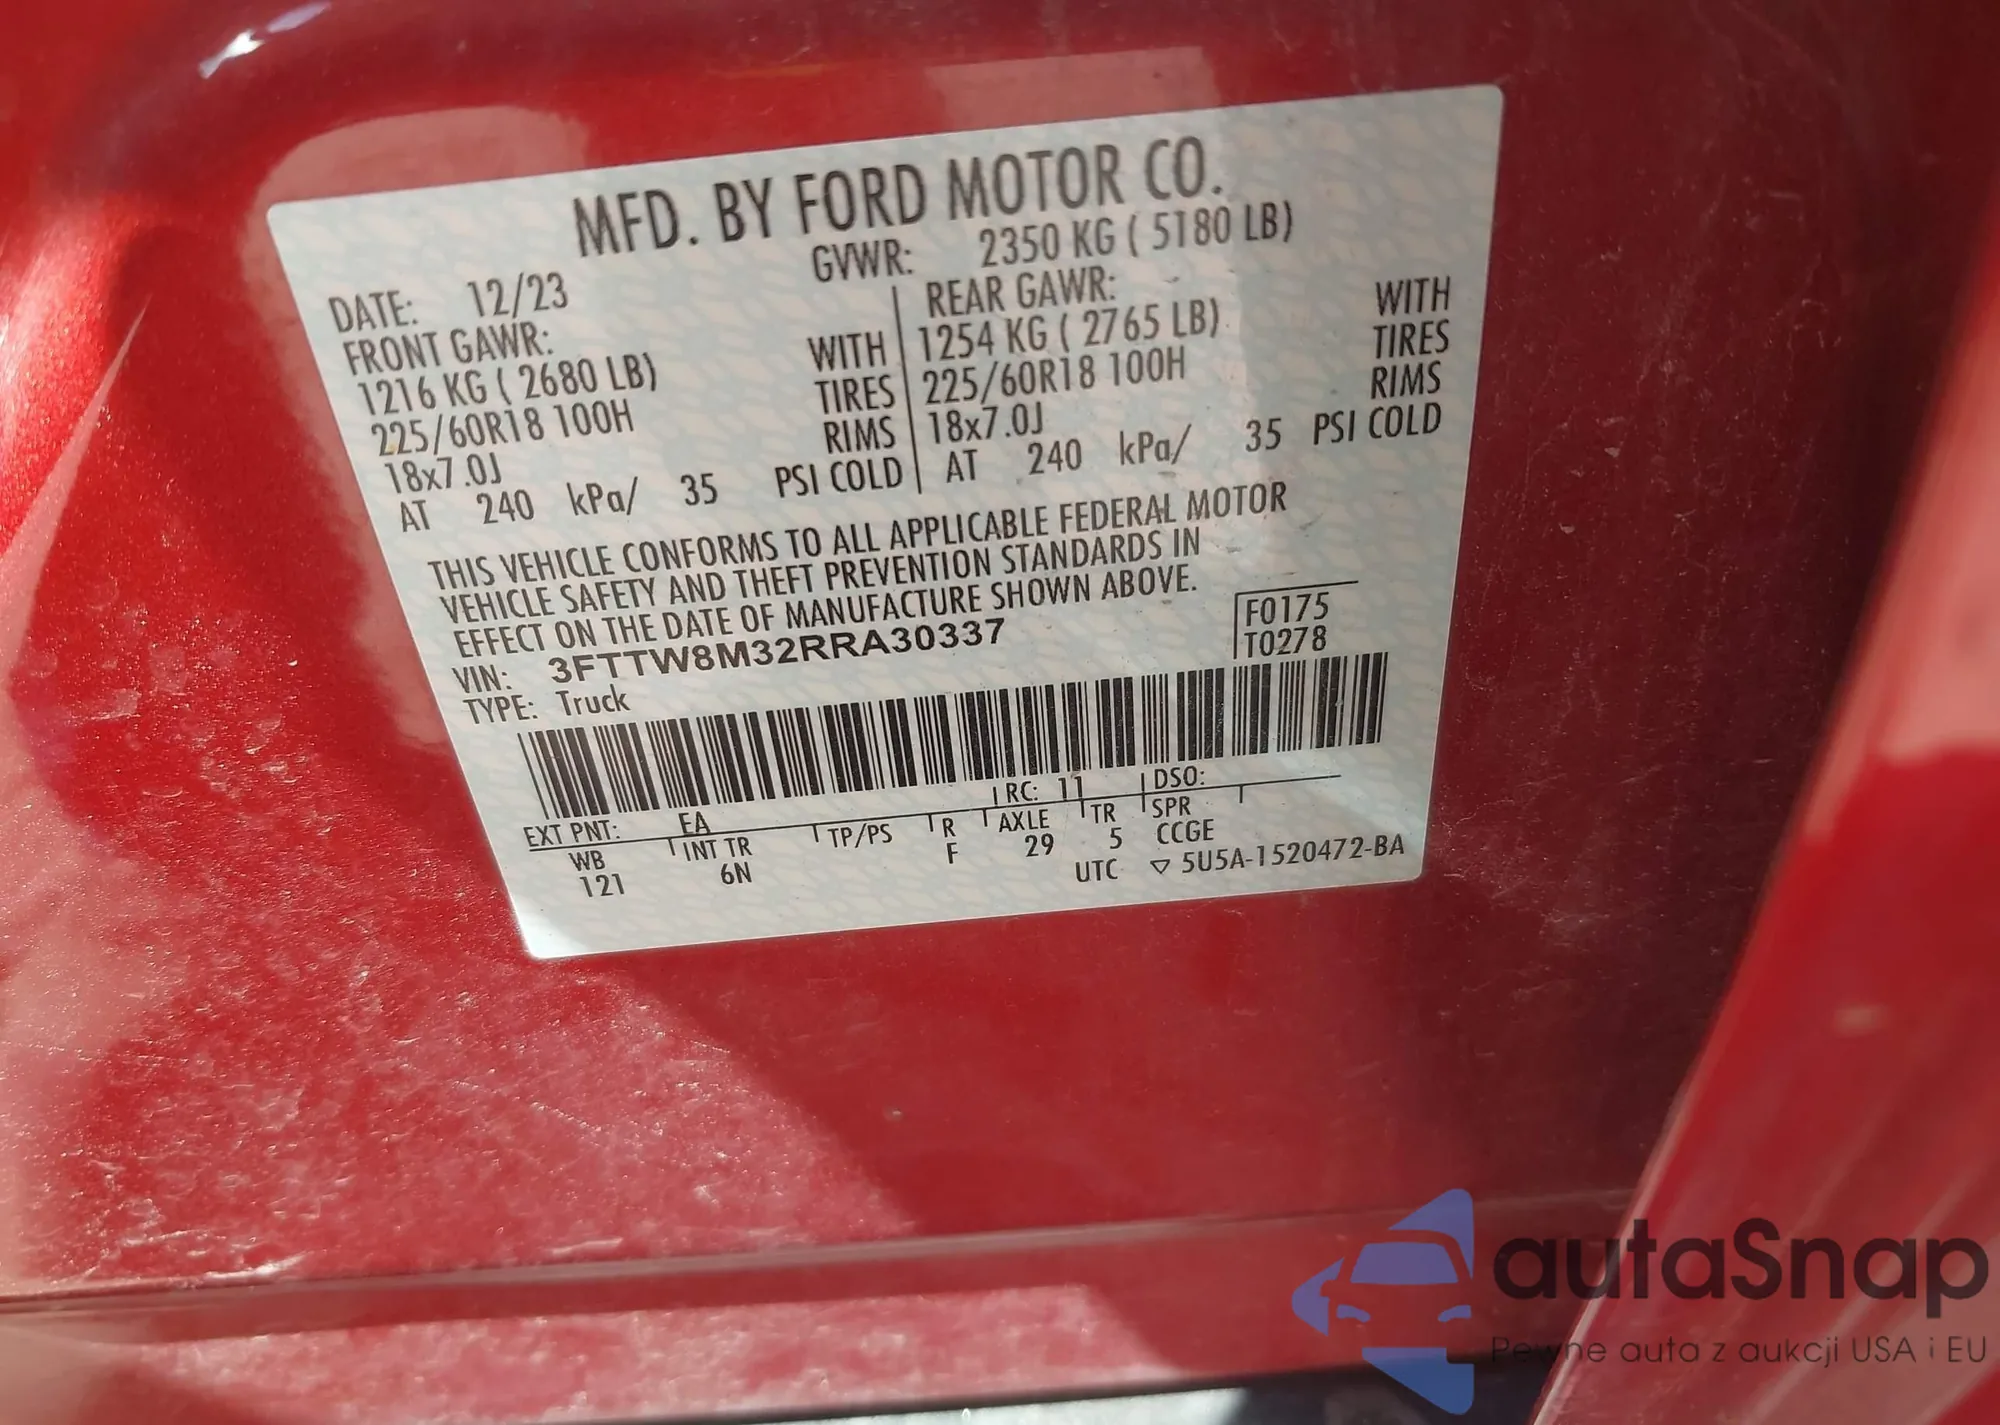 MFD. BY FORD MOTOR CO.
DATE: 12/23 GVWR: 2350 KG ( 5180 LB)
FRONT GAWR: REAR GAWR:
1216 KG ( 2680 LB) WITH 1254 KG ( 2765 LB) WITH
225/60R18 100H TIRES 225/60R18 100H TIRES
18x7.0J RIMS 18x7.0J RIMS
AT 240 kPa/ 35 PSI COLD AT 240 kPa/ 35 PSI COLD
THIS VEHICLE CONFORMS TO ALL APPLICABLE FEDERAL MOTOR
VEHICLE SAFETY AND THEFT PREVENTION STANDARDS IN
EFFECT ON THE DATE OF MANUFACTURE SHOWN ABOVE.
VIN: 3FTTW8M32RRA30337
F0175
T0278
TYPE: Truck
EXT PNT: EA RC: 11 DSO:
WB INT TR TP/PS R AXLE TR SPR
121 6N F 29 5 CCGE
UTC ▽ 5U5A-1520472-BA
autaSnap
Pewne auta z aukcji USA i EU